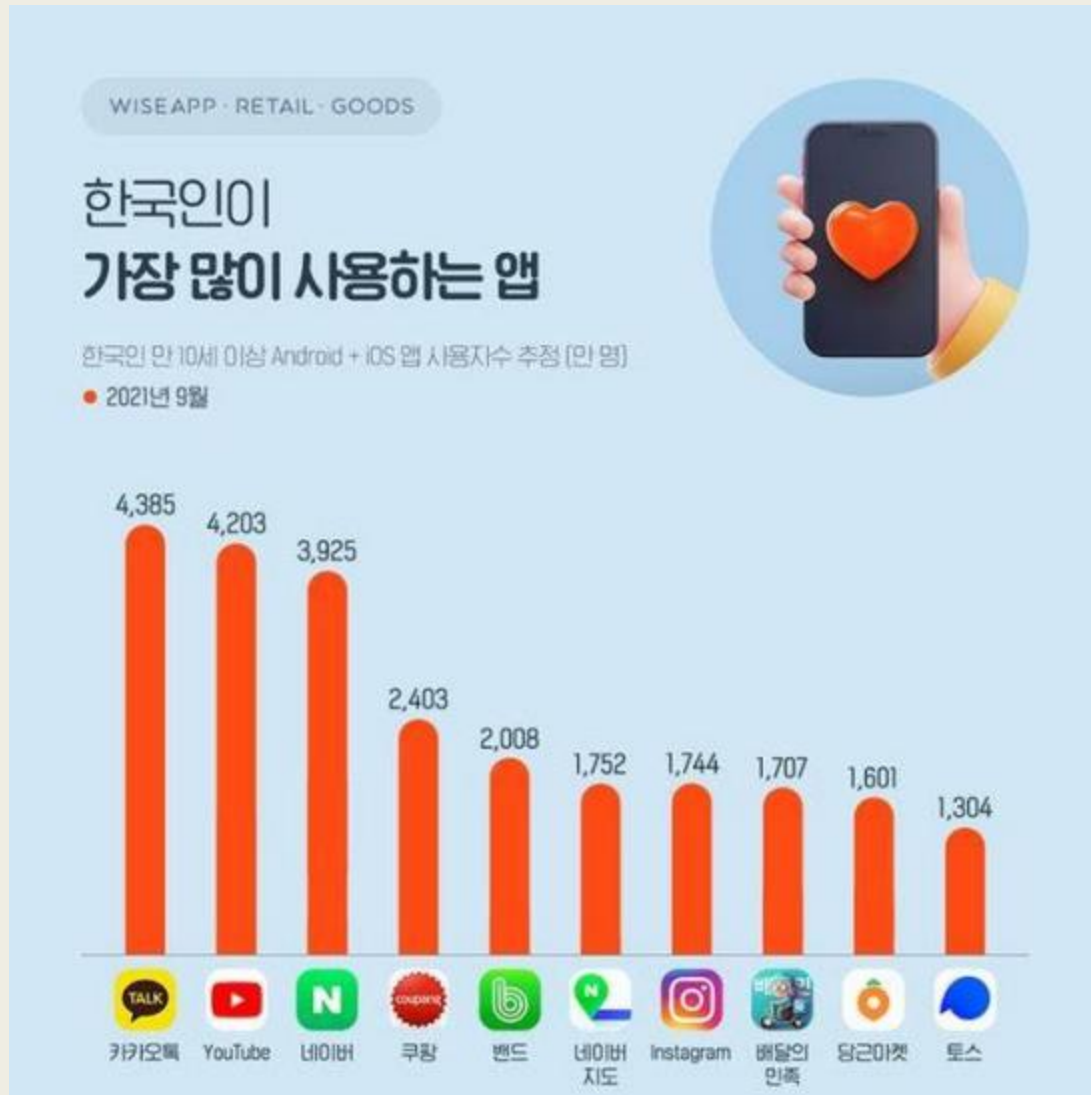 WISEAPP · RETAIL · GOODS
한국인이
가장 많이 사용하는 앱
한국인 만 10세 이상 Android + iOS 앱 사용자수 추정 (만 명)
● 2021년 9월
4,385
4,203
3,925
2,403
2,008
1,752
1,744
1,707
1,601
1,304
TALK
N
coupang
b
N
카카오톡
YouTube
네이버
쿠팡
밴드
네이버
지도
Instagram
배달의
민족
당근마켓
토스